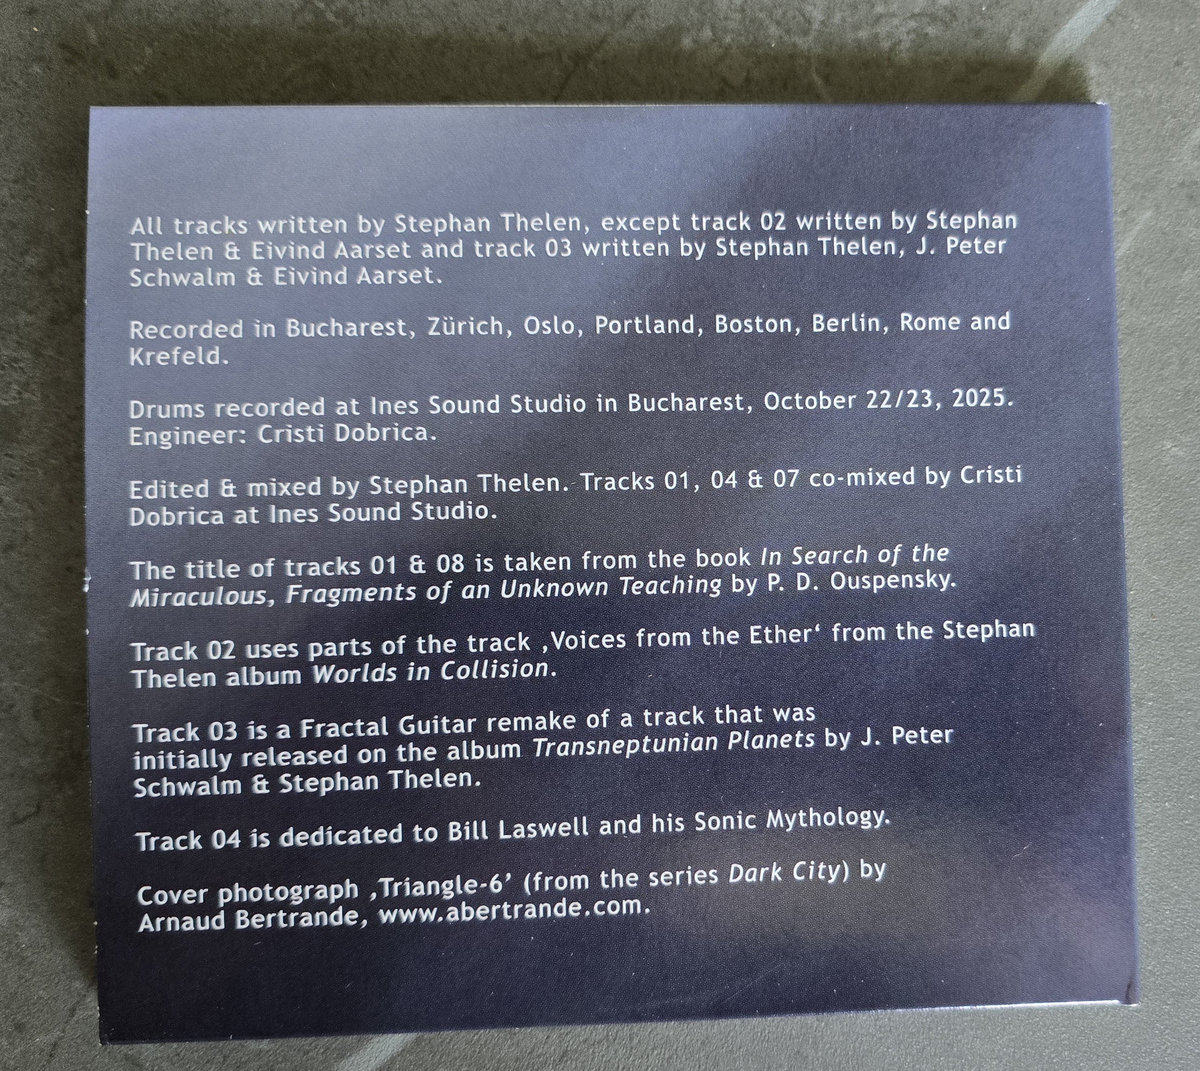 All tracks written by Stephan Thelen, except track 02 written by Stephan
Thelen & Eivind Aarset and track 03 written by Stephan Thelen, J. Peter
Schwalm & Eivind Aarset.
Recorded in Bucharest, Zürich, Oslo, Portland, Boston, Berlin, Rome and
Krefeld.
Drums recorded at Ines Sound Studio in Bucharest, October 22/23, 2025.
Engineer: Cristi Dobrica.
Edited & mixed by Stephan Thelen. Tracks 01, 04 & 07 co-mixed by Cristi
Dobrica at Ines Sound Studio.
The title of tracks 01 & 08 is taken from the book In Search of the
Miraculous, Fragments of an Unknown Teaching by P. D. Ouspensky.
Track 02 uses parts of the track ‚Voices from the Ether‘ from the Stephan
Thelen album Worlds in Collision.
Track 03 is a Fractal Guitar remake of a track that was
initially released on the album Transneptunian Planets by J. Peter
Schwalm & Stephan Thelen.
Track 04 is dedicated to Bill Laswell and his Sonic Mythology.
Cover photograph ‚Triangle-6’ (from the series Dark City) by
Arnaud Bertrande, www.abertrande.com.